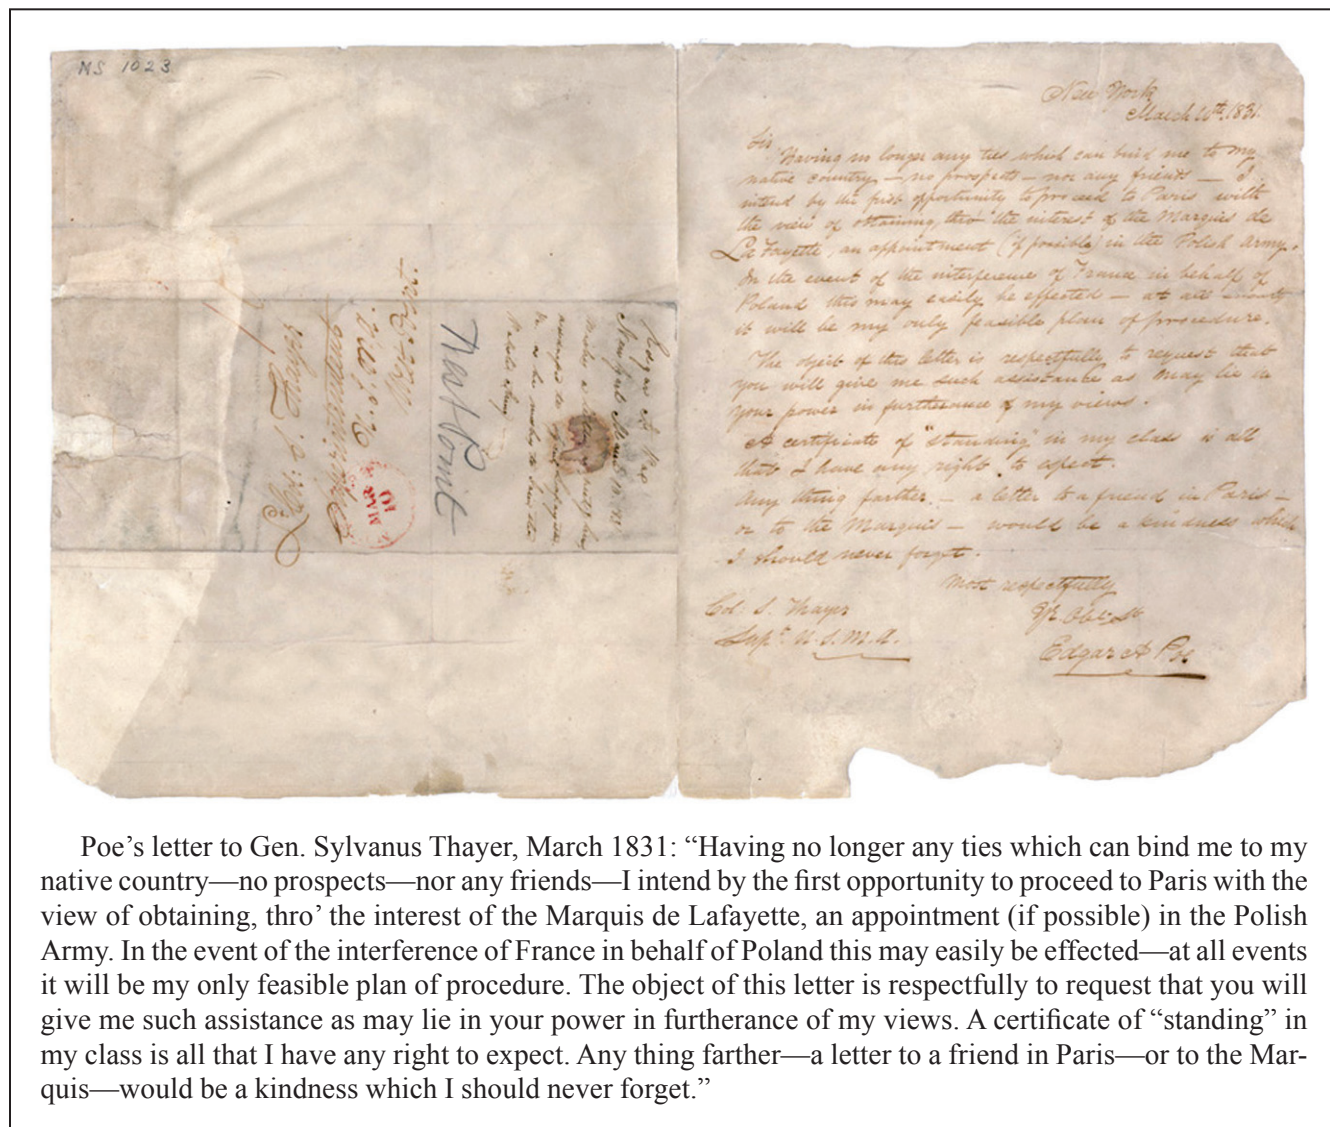 MS 1023
New York
March 10th 1831.
Sir,
Having no longer any ties which can bind me to my
native country — no prospects — nor any friends — I
intend by the first opportunity to proceed to Paris with
the view of obtaining, thro' the interest of the Marquis de
La Fayette, an appointment (if possible) in the Polish Army.
In the event of the interference of France in behalf of
Poland this may easily be effected — at all events
it will be my only feasible plan of procedure.
The object of this letter is respectfully to request that
you will give me such assistance as may lie in
your power in furtherance of my views.
A certificate of "standing" in my class is all
that I have any right to expect.
Any thing farther — a letter to a friend in Paris —
or to the Marquis — would be a kindness which
I should never forget.
Most respectfully
Yr. Obt. St.
Edgar A Poe
Col: S. Thayer
Supt. U.S.M.A.
Edgar A. Poe
West Point
MAR
10
Poe’s letter to Gen. Sylvanus Thayer, March 1831: “Having no longer any ties which can bind me to my
native country—no prospects—nor any friends—I intend by the first opportunity to proceed to Paris with the
view of obtaining, thro’ the interest of the Marquis de Lafayette, an appointment (if possible) in the Polish
Army. In the event of the interference of France in behalf of Poland this may easily be effected—at all events
it will be my only feasible plan of procedure. The object of this letter is respectfully to request that you will
give me such assistance as may lie in your power in furtherance of my views. A certificate of “standing” in
my class is all that I have any right to expect. Any thing farther—a letter to a friend in Paris—or to the Mar-
quis—would be a kindness which I should never forget.”